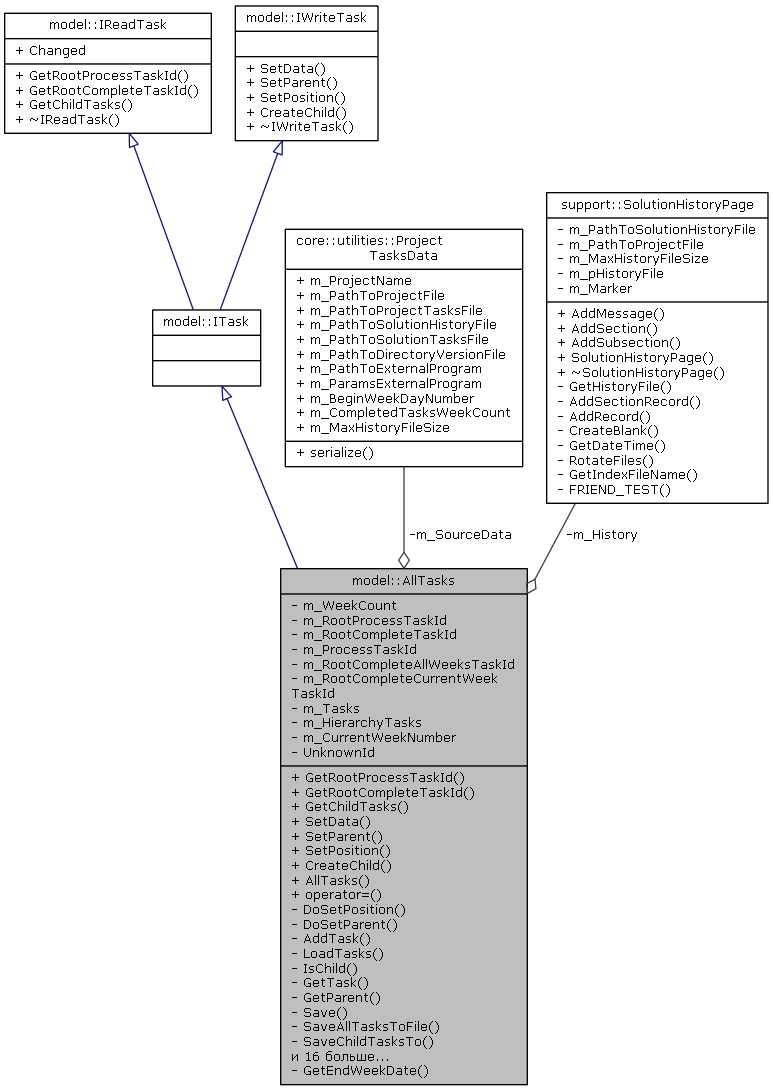 model::IReadTask
+ Changed
+ GetRootProcessTaskId()
+ GetRootCompleteTaskId()
+ GetChildTasks()
+ ~IReadTask()
model::IWriteTask
+ SetData()
+ SetParent()
+ SetPosition()
+ CreateChild()
+ ~IWriteTask()
model::ITask
core::utilities::Project
TasksData
+ m_ProjectName
+ m_PathToProjectFile
+ m_PathToProjectTasksFile
+ m_PathToSolutionHistoryFile
+ m_PathToSolutionTasksFile
+ m_PathToDirectoryVersionFile
+ m_PathToExternalProgram
+ m_ParamsExternalProgram
+ m_BeginWeekDayNumber
+ m_CompletedTasksWeekCount
+ m_MaxHistoryFileSize
+ serialize()
support::SolutionHistoryPage
- m_PathToSolutionHistoryFile
- m_PathToProjectFile
- m_MaxHistoryFileSize
- m_pHistoryFile
- m_Marker
+ AddMessage()
+ AddSection()
+ AddSubsection()
+ SolutionHistoryPage()
+ ~SolutionHistoryPage()
- GetHistoryFile()
- AddSectionRecord()
- AddRecord()
- CreateBlank()
- GetDateTime()
- RotateFiles()
- GetIndexFileName()
- FRIEND_TEST()
-m_SourceData
-m_History
model::AllTasks
- m_WeekCount
- m_RootProcessTaskId
- m_RootCompleteTaskId
- m_ProcessTaskId
- m_RootCompleteAllWeeksTaskId
- m_RootCompleteCurrentWeek
TaskId
- m_Tasks
- m_HierarchyTasks
- m_CurrentWeekNumber
- UnknownId
+ GetRootProcessTaskId()
+ GetRootCompleteTaskId()
+ GetChildTasks()
+ SetData()
+ SetParent()
+ SetPosition()
+ CreateChild()
+ AllTasks()
+ operator=()
- DoSetPosition()
- DoSetParent()
- AddTask()
- LoadTasks()
- IsChild()
- GetTask()
- GetParent()
- Save()
- SaveAllTasksToFile()
- SaveChildTasksTo()
и 16 больше...
- GetEndWeekDate()